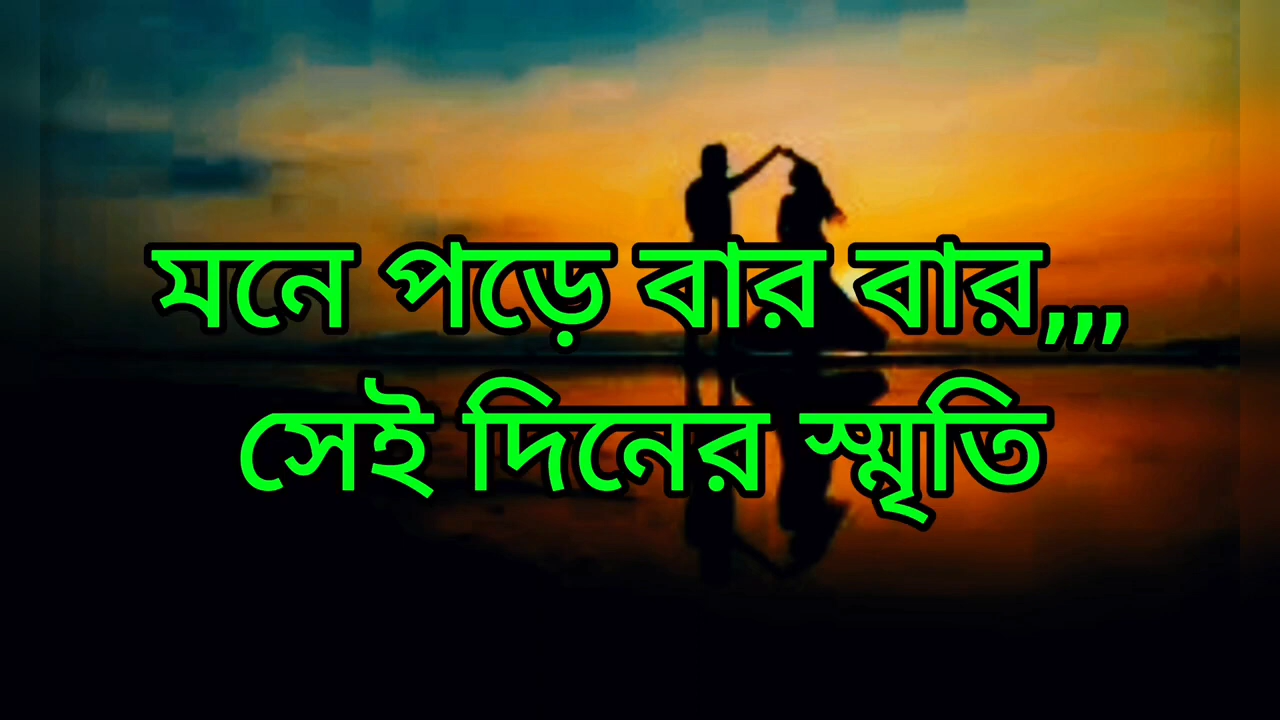 মনে পড়ে বার বার,,,
সেই দিনের স্মৃতি